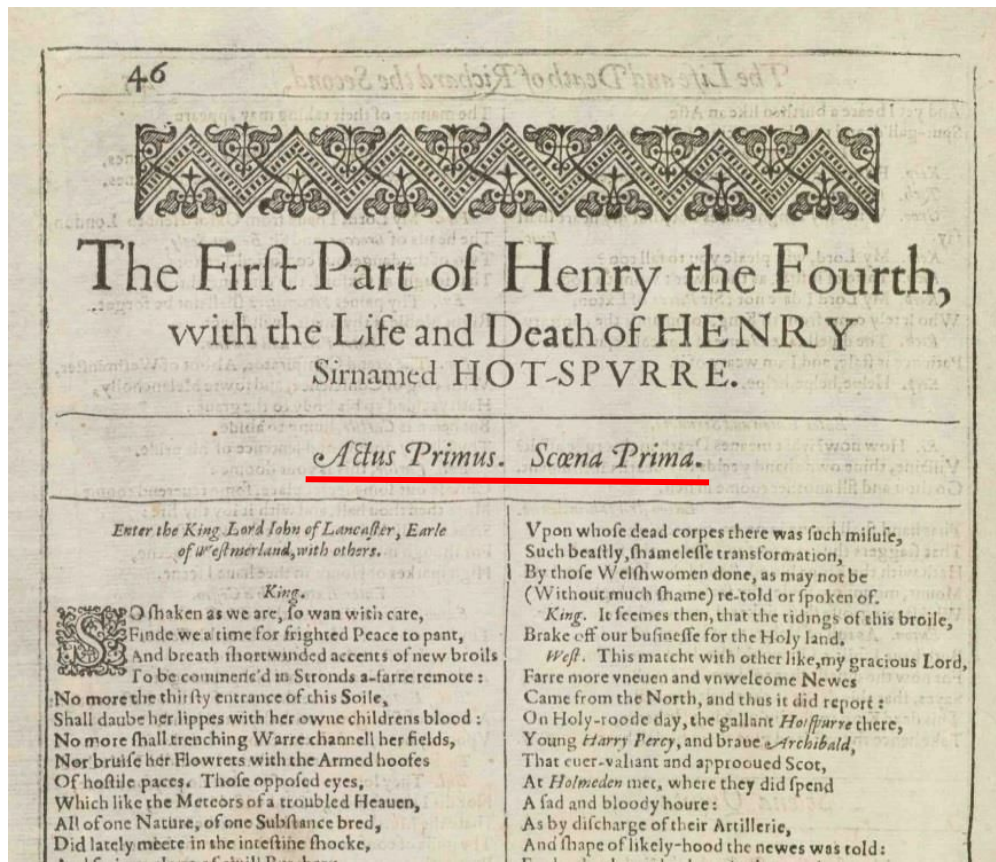 46
The Firſt Part of Henry the Fourth,
with the Life and Death of HENRY
Sirnamed HOT-SPVRRE.
Actus Primus. Scœna Prima.
Enter the King, Lord Iohn of Lancaſter, Earle
of Weſtmerland, with others.
King.
SO ſhaken as we are, ſo wan with care,
Finde we a time for frighted Peace to pant,
And breath ſhortwinded accents of new broils
To be commenc'd in Stronds a-farre remote :
No more the thirſty entrance of this Soile,
Shall daube her lippes with her owne childrens blood :
No more ſhall trenching Warre channell her fields,
Nor bruiſe her Flowrets with the Armed hoofes
Of hoſtile paces. Thoſe oppoſed eyes,
Which like the Meteors of a troubled Heauen,
All of one Nature, of one Subſtance bred,
Did lately meete in the inteſtine ſhocke,
Vpon whoſe dead corpes there was ſuch miſuſe,
Such beaſtly, ſhameleſſe transformation,
By thoſe Welſhwomen done, as may not be
(Without much ſhame) re-told or ſpoken of.
King. It ſeemes then, that the tidings of this broile,
Brake off our buſineſſe for the Holy land.
Weſt. This matcht with other like, my gracious Lord,
Farre more vneuen and vnwelcome Newes
Came from the North, and thus it did report :
On Holy-roode day, the gallant Hotſpurre there,
Young Harry Percy, and braue Archibald,
That euer-valiant and approoued Scot,
At Holmeden met, where they did ſpend
A ſad and bloody houre :
As by diſcharge of their Artillerie,
And ſhape of likely-hood the newes was told :